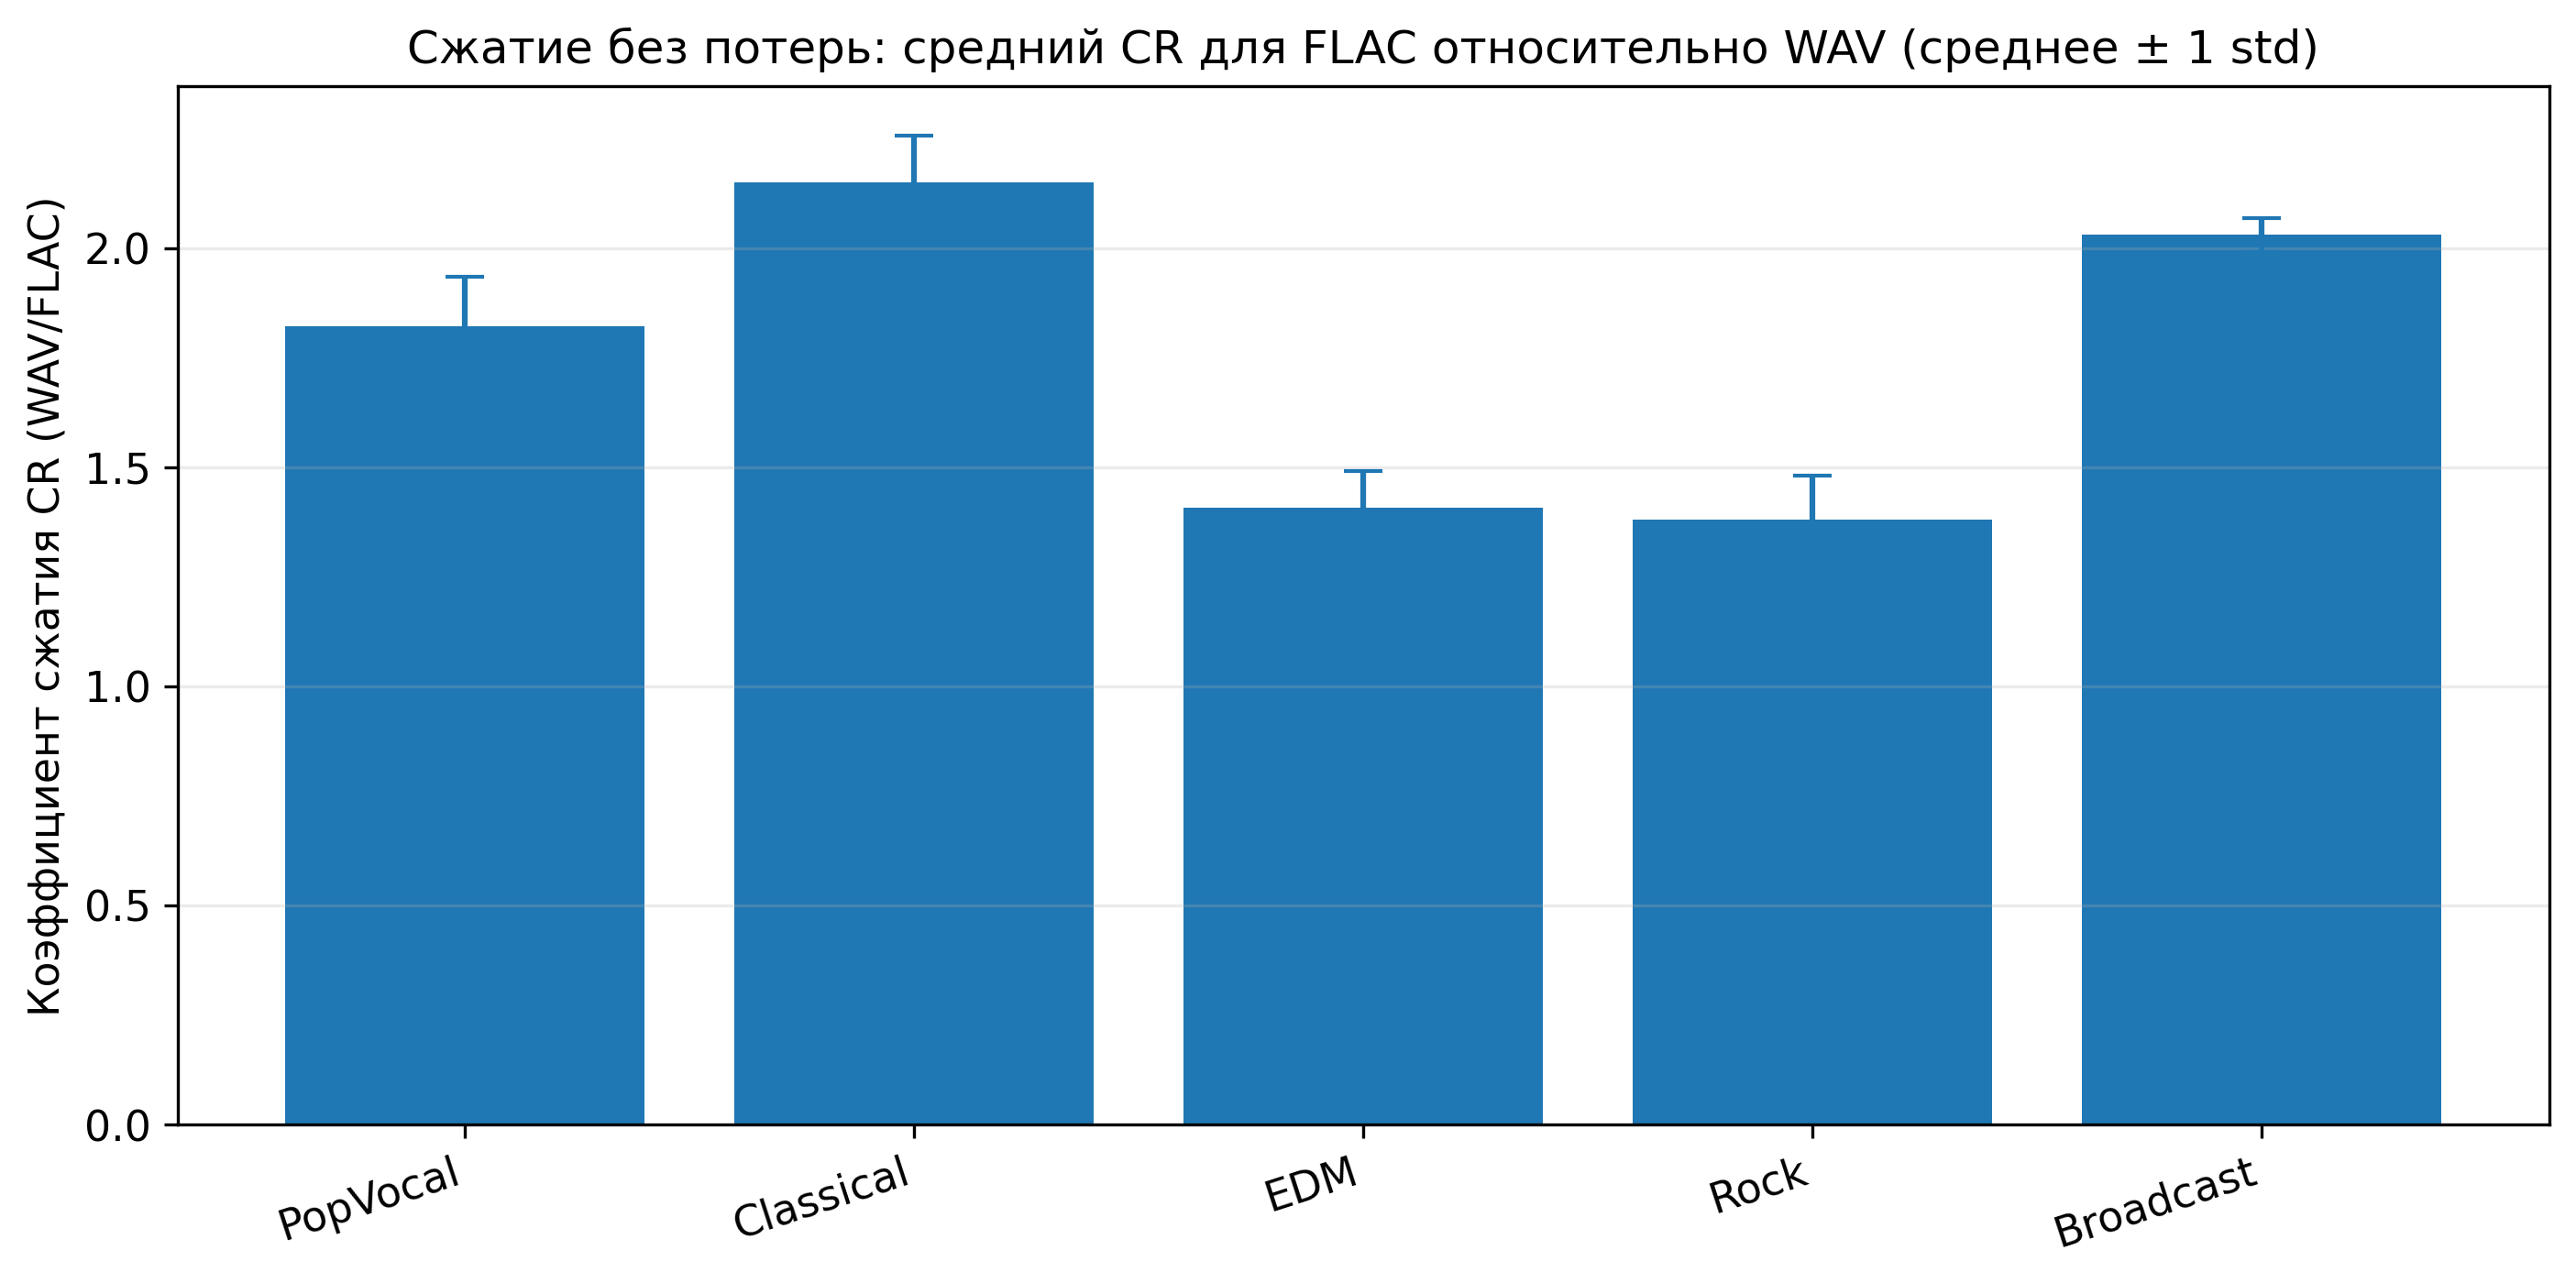 Сжатие без потерь: средний CR для FLAC относительно WAV (среднее ± 1 std)
Коэффициент сжатия CR (WAV/FLAC)
2.0
1.5
1.0
0.5
0.0
PopVocal
Classical
EDM
Rock
Broadcast